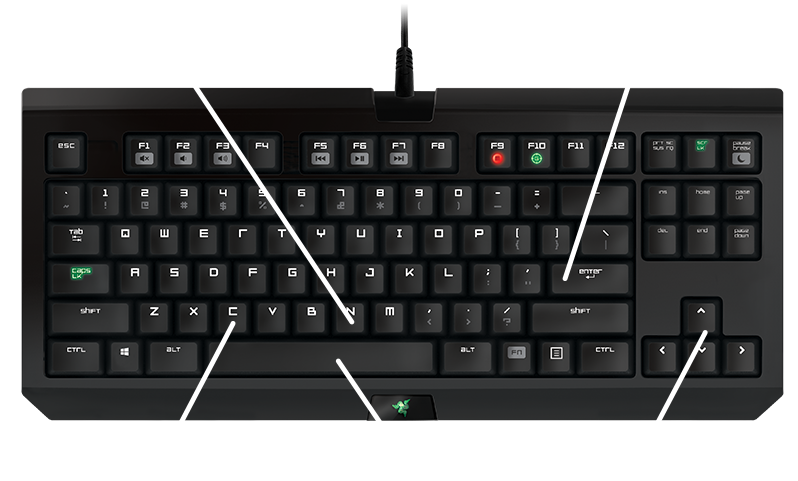 esc F1 F2 F3 F4 F5 F6 F7 F8 F9 F10 F11 F12 prt sc sys rq scr lk pause break
` ~ 1 ! 2 @ 3 # 4 $ 5 % 6 7 & 8 * 9 ( 0 ) - _ = + ins home page up
Tab Q W E R T Y U I O P [ { ] } \ del end page down
caps LK A S D F G H J K L ; : ' " enter
shift Z X C V B N M , < . > / ? shift
CTRL ALT ALT FN CTRL